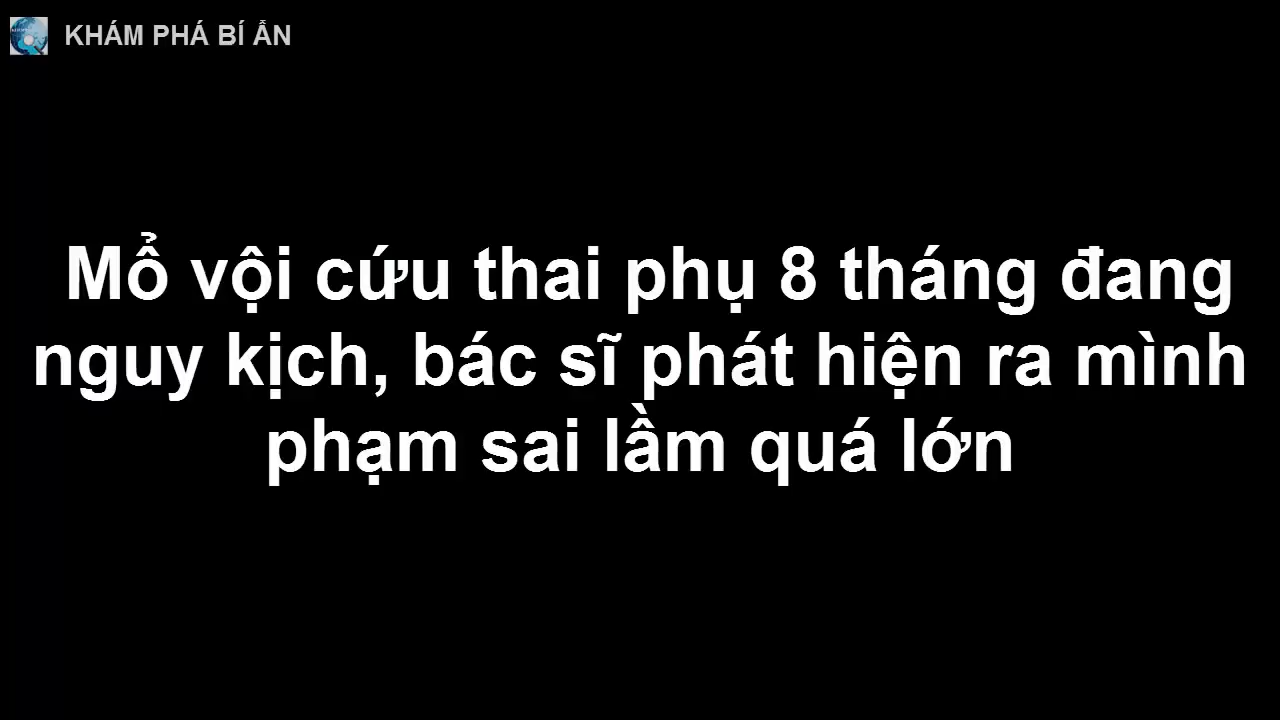 KHÁM PHÁ BÍ ẨN
Mổ vội cứu thai phụ 8 tháng đang
nguy kịch, bác sĩ phát hiện ra mình
phạm sai lầm quá lớn